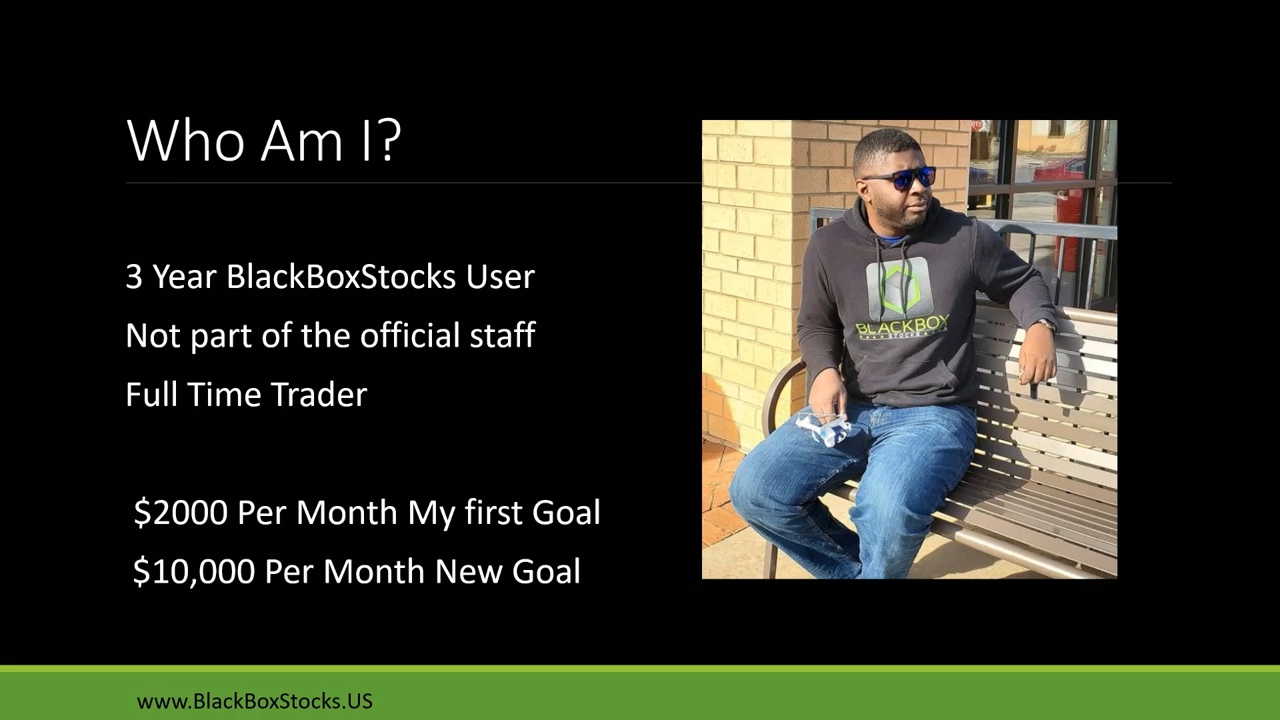 Who Am I?
3 Year BlackBoxStocks User
Not part of the official staff
Full Time Trader
$2000 Per Month My first Goal
$10,000 Per Month New Goal
BLACKBOX
STOCKS
www.BlackBoxStocks.US